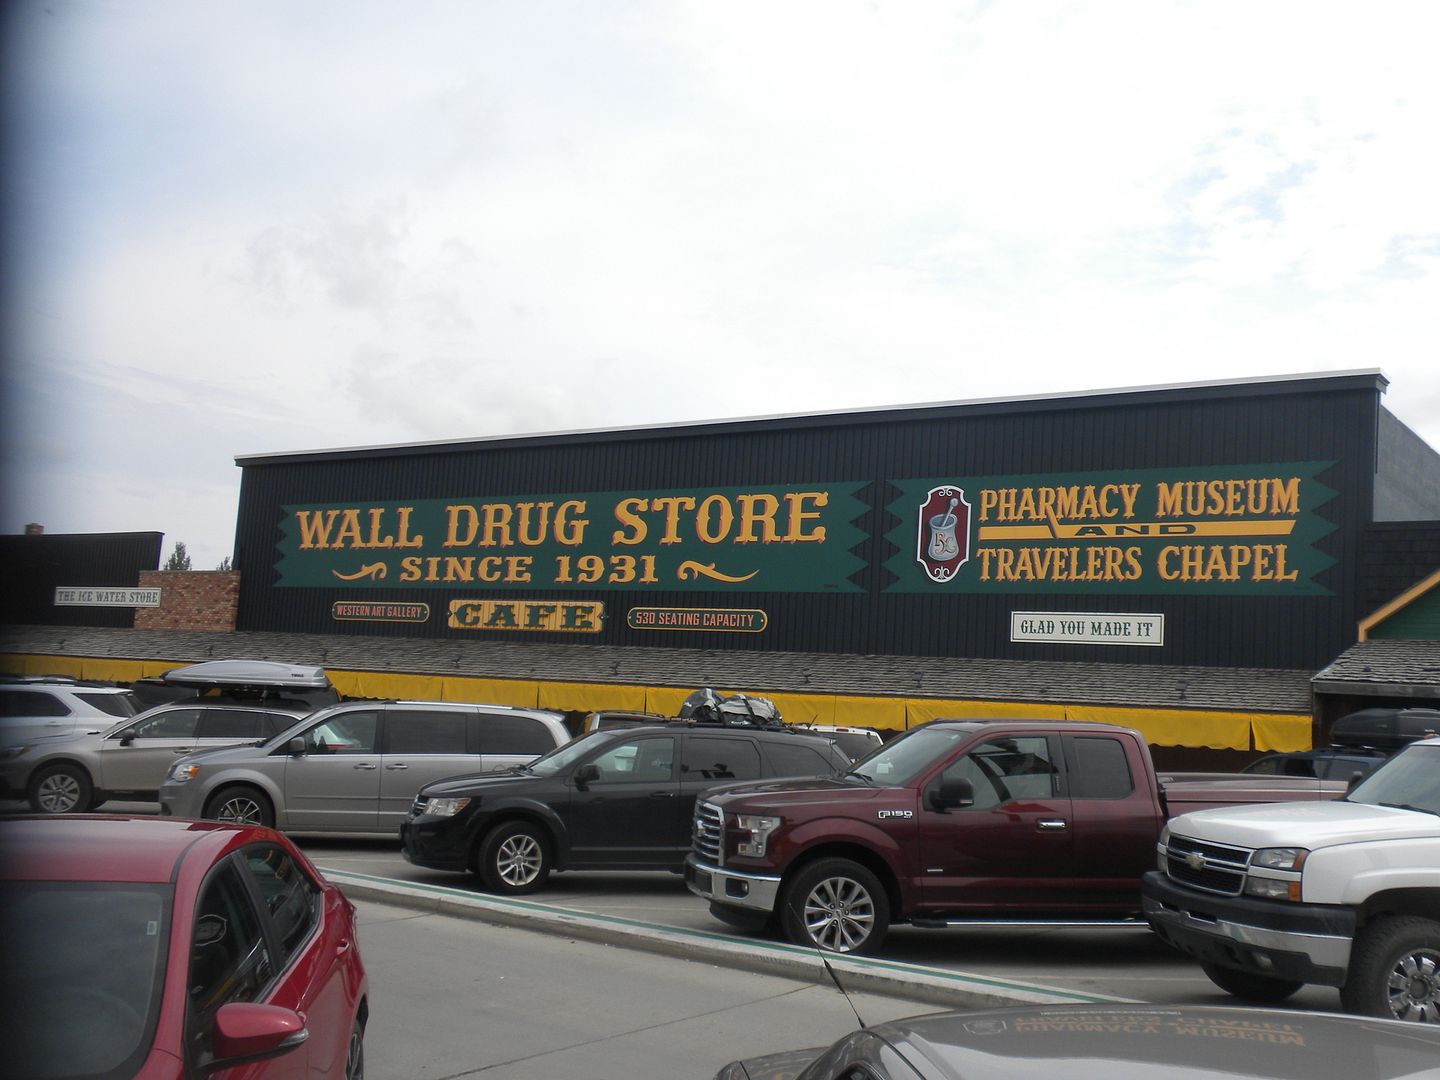 WALL DRUG STORE
SINCE 1931
WESTERN ART GALLERY
CAFE
530 SEATING CAPACITY
PHARMACY MUSEUM
AND
TRAVELERS CHAPEL
GLAD YOU MADE IT
THE ICE WATER STORE
THULE
F150